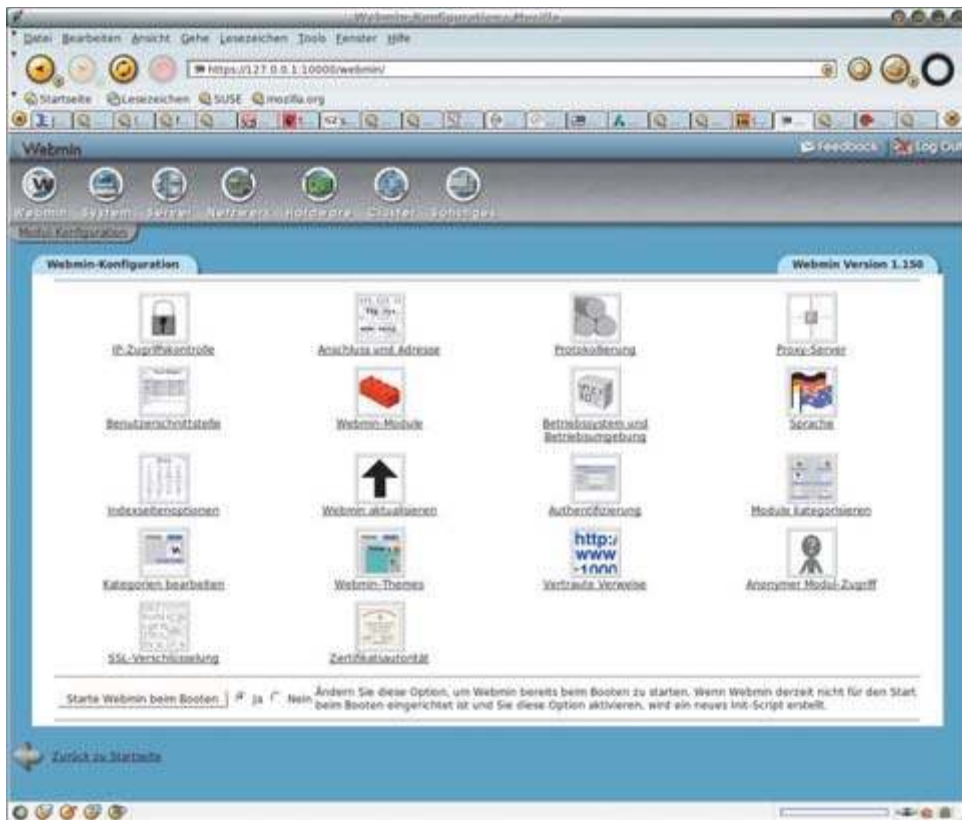 Webmin-Konfiguration - Mozilla
Datei Bearbeiten Ansicht Gehe Lesezeichen Tools Fenster Hilfe
https://127.0.0.1:10000/webmin/
Startseite Lesezeichen SUSE mozilla.org
Webmin
Feedback Log Out
Webmin System Server Netzwerk Hardware Cluster Sonstiges
Modul-Konfiguration
Webmin-Konfiguration
Webmin Version 1.150
IP-Zugriffskontrolle Anschluss und Adresse Protokollierung Proxy-Server
Benutzerschnittstelle Webmin-Module Betriebssystem und Betriebsumgebung Sprache
Indexseitenoptionen Webmin aktualisieren Authentifizierung Module kategorisieren
http:/
www
:1000
Kategorien bearbeiten Webmin-Themes Vertraute Verweise Anonymer Modul-Zugriff
SSL-Verschlüsselung Zertifikatsautorität
Starte Webmin beim Booten Ja Nein Ändern Sie diese Option, um Webmin bereits beim Booten zu starten. Wenn Webmin derzeit nicht für den Start
beim Booten eingerichtet ist und Sie diese Option aktivieren, wird ein neues Init-Script erstellt.
Zurück zu Startseite